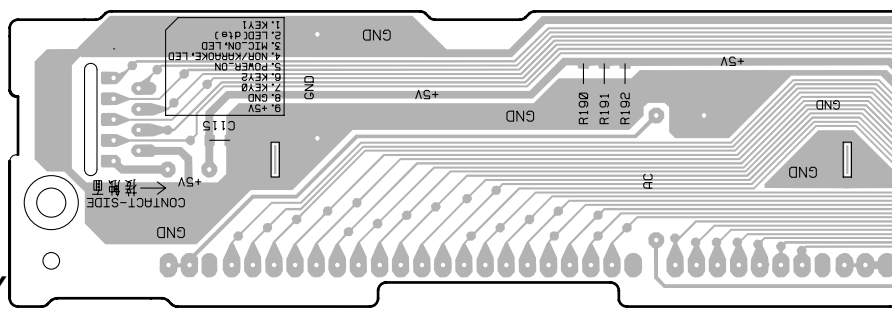 1. KEY1
2. LED(dte)
3. MIC_ON, LED
4. NOR/KARAOKE, LED
5. POWER_ON
6. KEY2
7. KEY0
8. GND
9. +5V
GND
GND
+5V
+5V
GND
GND
C115
R190
R191
R192
GND
AC
+5V
接触面
CONTACT-SIDE
GND